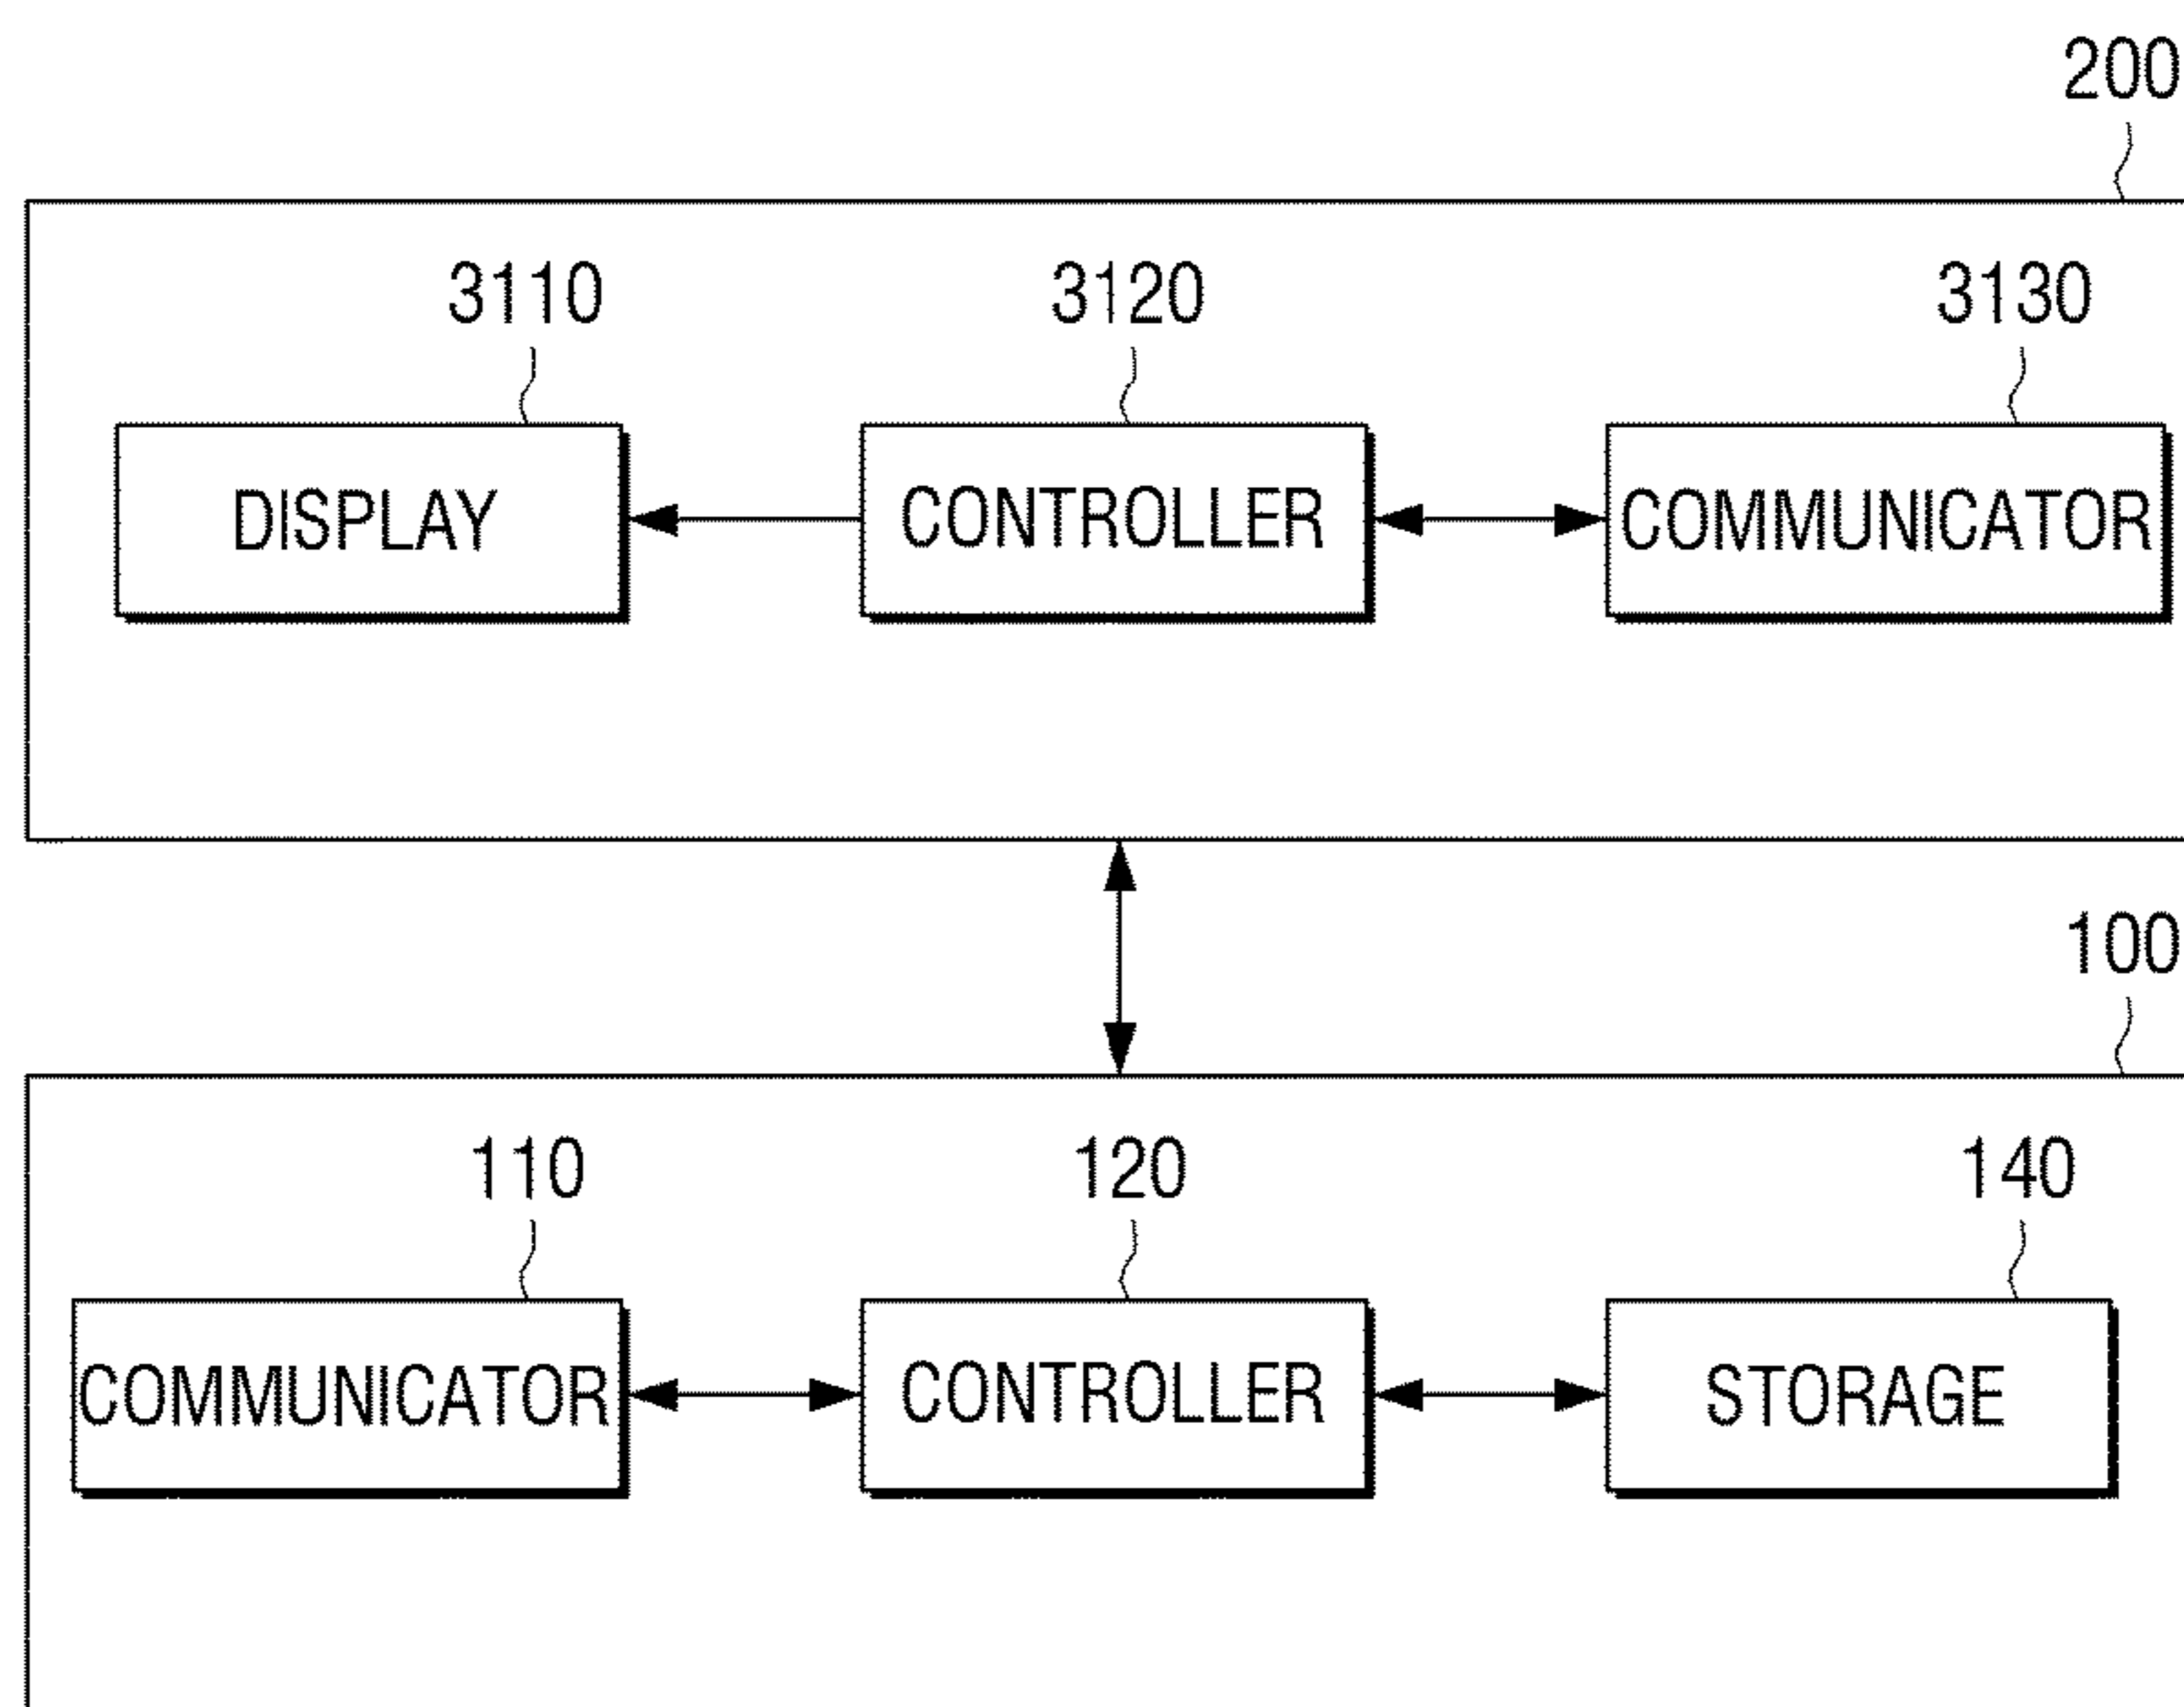 200
3110 3120 3130
DISPLAY CONTROLLER COMMUNICATOR
100
110 120 140
COMMUNICATOR CONTROLLER STORAGE